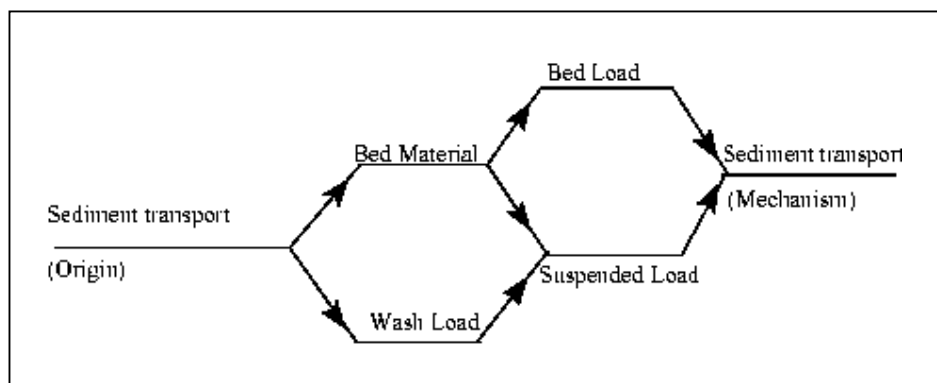 Sediment transport
(Origin)
Bed Material
Wash Load
Bed Load
Suspended Load
Sediment transport
(Mechanism)